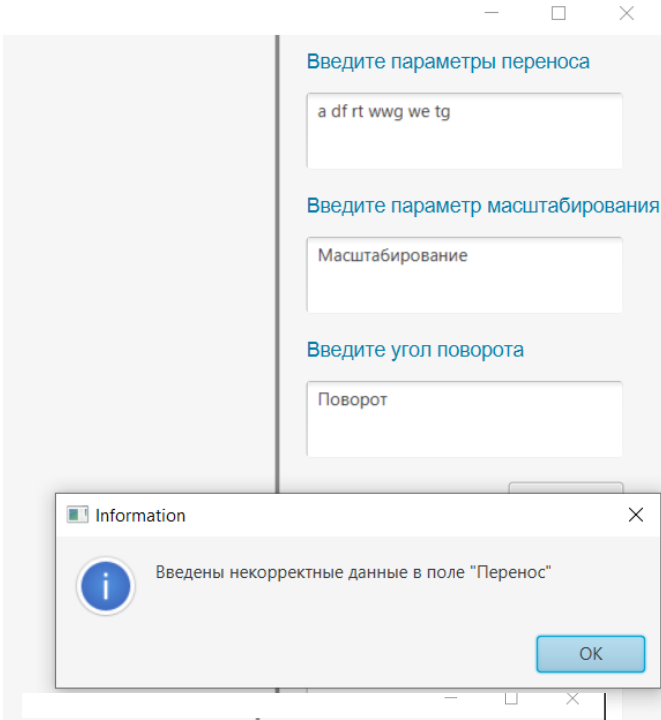 Введите параметры переноса
a df rt wwg we tg
Введите параметр масштабирования
Масштабирование
Введите угол поворота
Поворот
Information
Введены некорректные данные в поле "Перенос"
OK